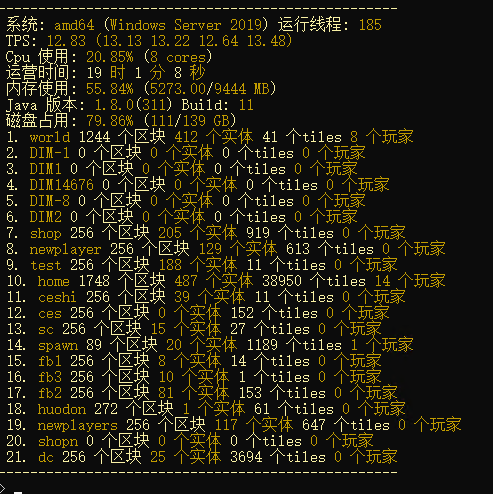 ------------------------------------------------
系统: amd64 (Windows Server 2019) 运行线程: 185
TPS: 12.83 (13.13 13.22 12.64 13.48)
Cpu 使用: 20.85% (8 cores)
运营时间: 19 时 1 分 8 秒
内存使用: 55.84% (5273.00/9444 MB)
Java 版本: 1.8.0(311) Build: 11
磁盘占用: 79.86% (111/139 GB)
1. world 1244 个区块 412 个实体 41 个tiles 8 个玩家
2. DIM-1 0 个区块 0 个实体 0 个tiles 0 个玩家
3. DIM1 0 个区块 0 个实体 0 个tiles 0 个玩家
4. DIM14676 0 个区块 0 个实体 0 个tiles 0 个玩家
5. DIM-8 0 个区块 0 个实体 0 个tiles 0 个玩家
6. DIM2 0 个区块 0 个实体 0 个tiles 0 个玩家
7. shop 256 个区块 205 个实体 919 个tiles 0 个玩家
8. newplayer 256 个区块 129 个实体 613 个tiles 0 个玩家
9. test 256 个区块 188 个实体 11 个tiles 0 个玩家
10. home 1748 个区块 487 个实体 38950 个tiles 14 个玩家
11. ceshi 256 个区块 39 个实体 11 个tiles 0 个玩家
12. ces 256 个区块 0 个实体 152 个tiles 0 个玩家
13. sc 256 个区块 15 个实体 27 个tiles 0 个玩家
14. spawn 89 个区块 20 个实体 1189 个tiles 1 个玩家
15. fb1 256 个区块 8 个实体 14 个tiles 0 个玩家
16. fb3 256 个区块 10 个实体 1 个tiles 0 个玩家
17. fb2 256 个区块 81 个实体 153 个tiles 0 个玩家
18. huodon 272 个区块 1 个实体 61 个tiles 0 个玩家
19. newplayers 256 个区块 117 个实体 647 个tiles 0 个玩家
20. shopn 0 个区块 0 个实体 0 个tiles 0 个玩家
21. dc 256 个区块 25 个实体 3694 个tiles 0 个玩家
------------------------------------------------
> _